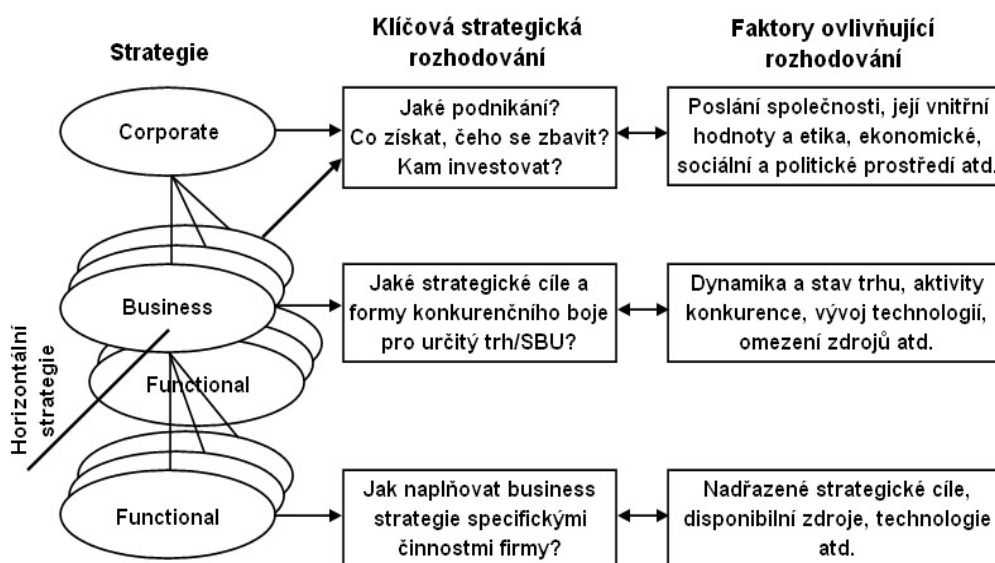 Strategie
Klíčová strategická
rozhodování
Faktory ovlivňující
rozhodování
Corporate
Jaké podnikání?
Co získat, čeho se zbavit?
Kam investovat?
Poslání společnosti, její vnitřní
hodnoty a etika, ekonomické,
sociální a politické prostředí atd.
Business
Jaké strategické cíle a
formy konkurenčního boje
pro určitý trh/SBU?
Dynamika a stav trhu, aktivity
konkurence, vývoj technologií,
omezení zdrojů atd.
Functional
Horizontální
strategie
Functional
Jak naplňovat business
strategie specifickými
činnostmi firmy?
Nadřazené strategické cíle,
disponibilní zdroje, technologie
atd.